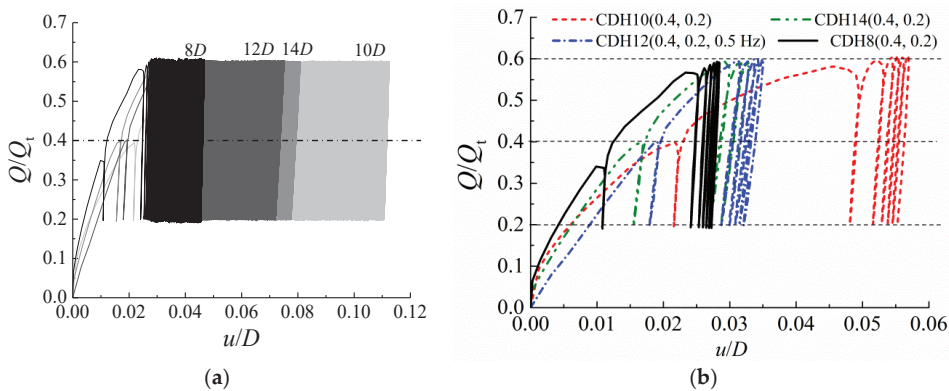 0.7
0.6
0.5
0.4
0.3
0.2
0.1
0.0
Q/Qt
8D 12D 14D 10D
0.00 0.02 0.04 0.06 0.08 0.10 0.12
u/D
(a)
CDH10(0.4, 0.2) CDH14(0.4, 0.2)
CDH12(0.4, 0.2, 0.5 Hz) CDH8(0.4, 0.2)
0.7
0.6
0.5
0.4
0.3
0.2
0.1
0.0
Q/Qt
0.00 0.01 0.02 0.03 0.04 0.05 0.06
u/D
(b)